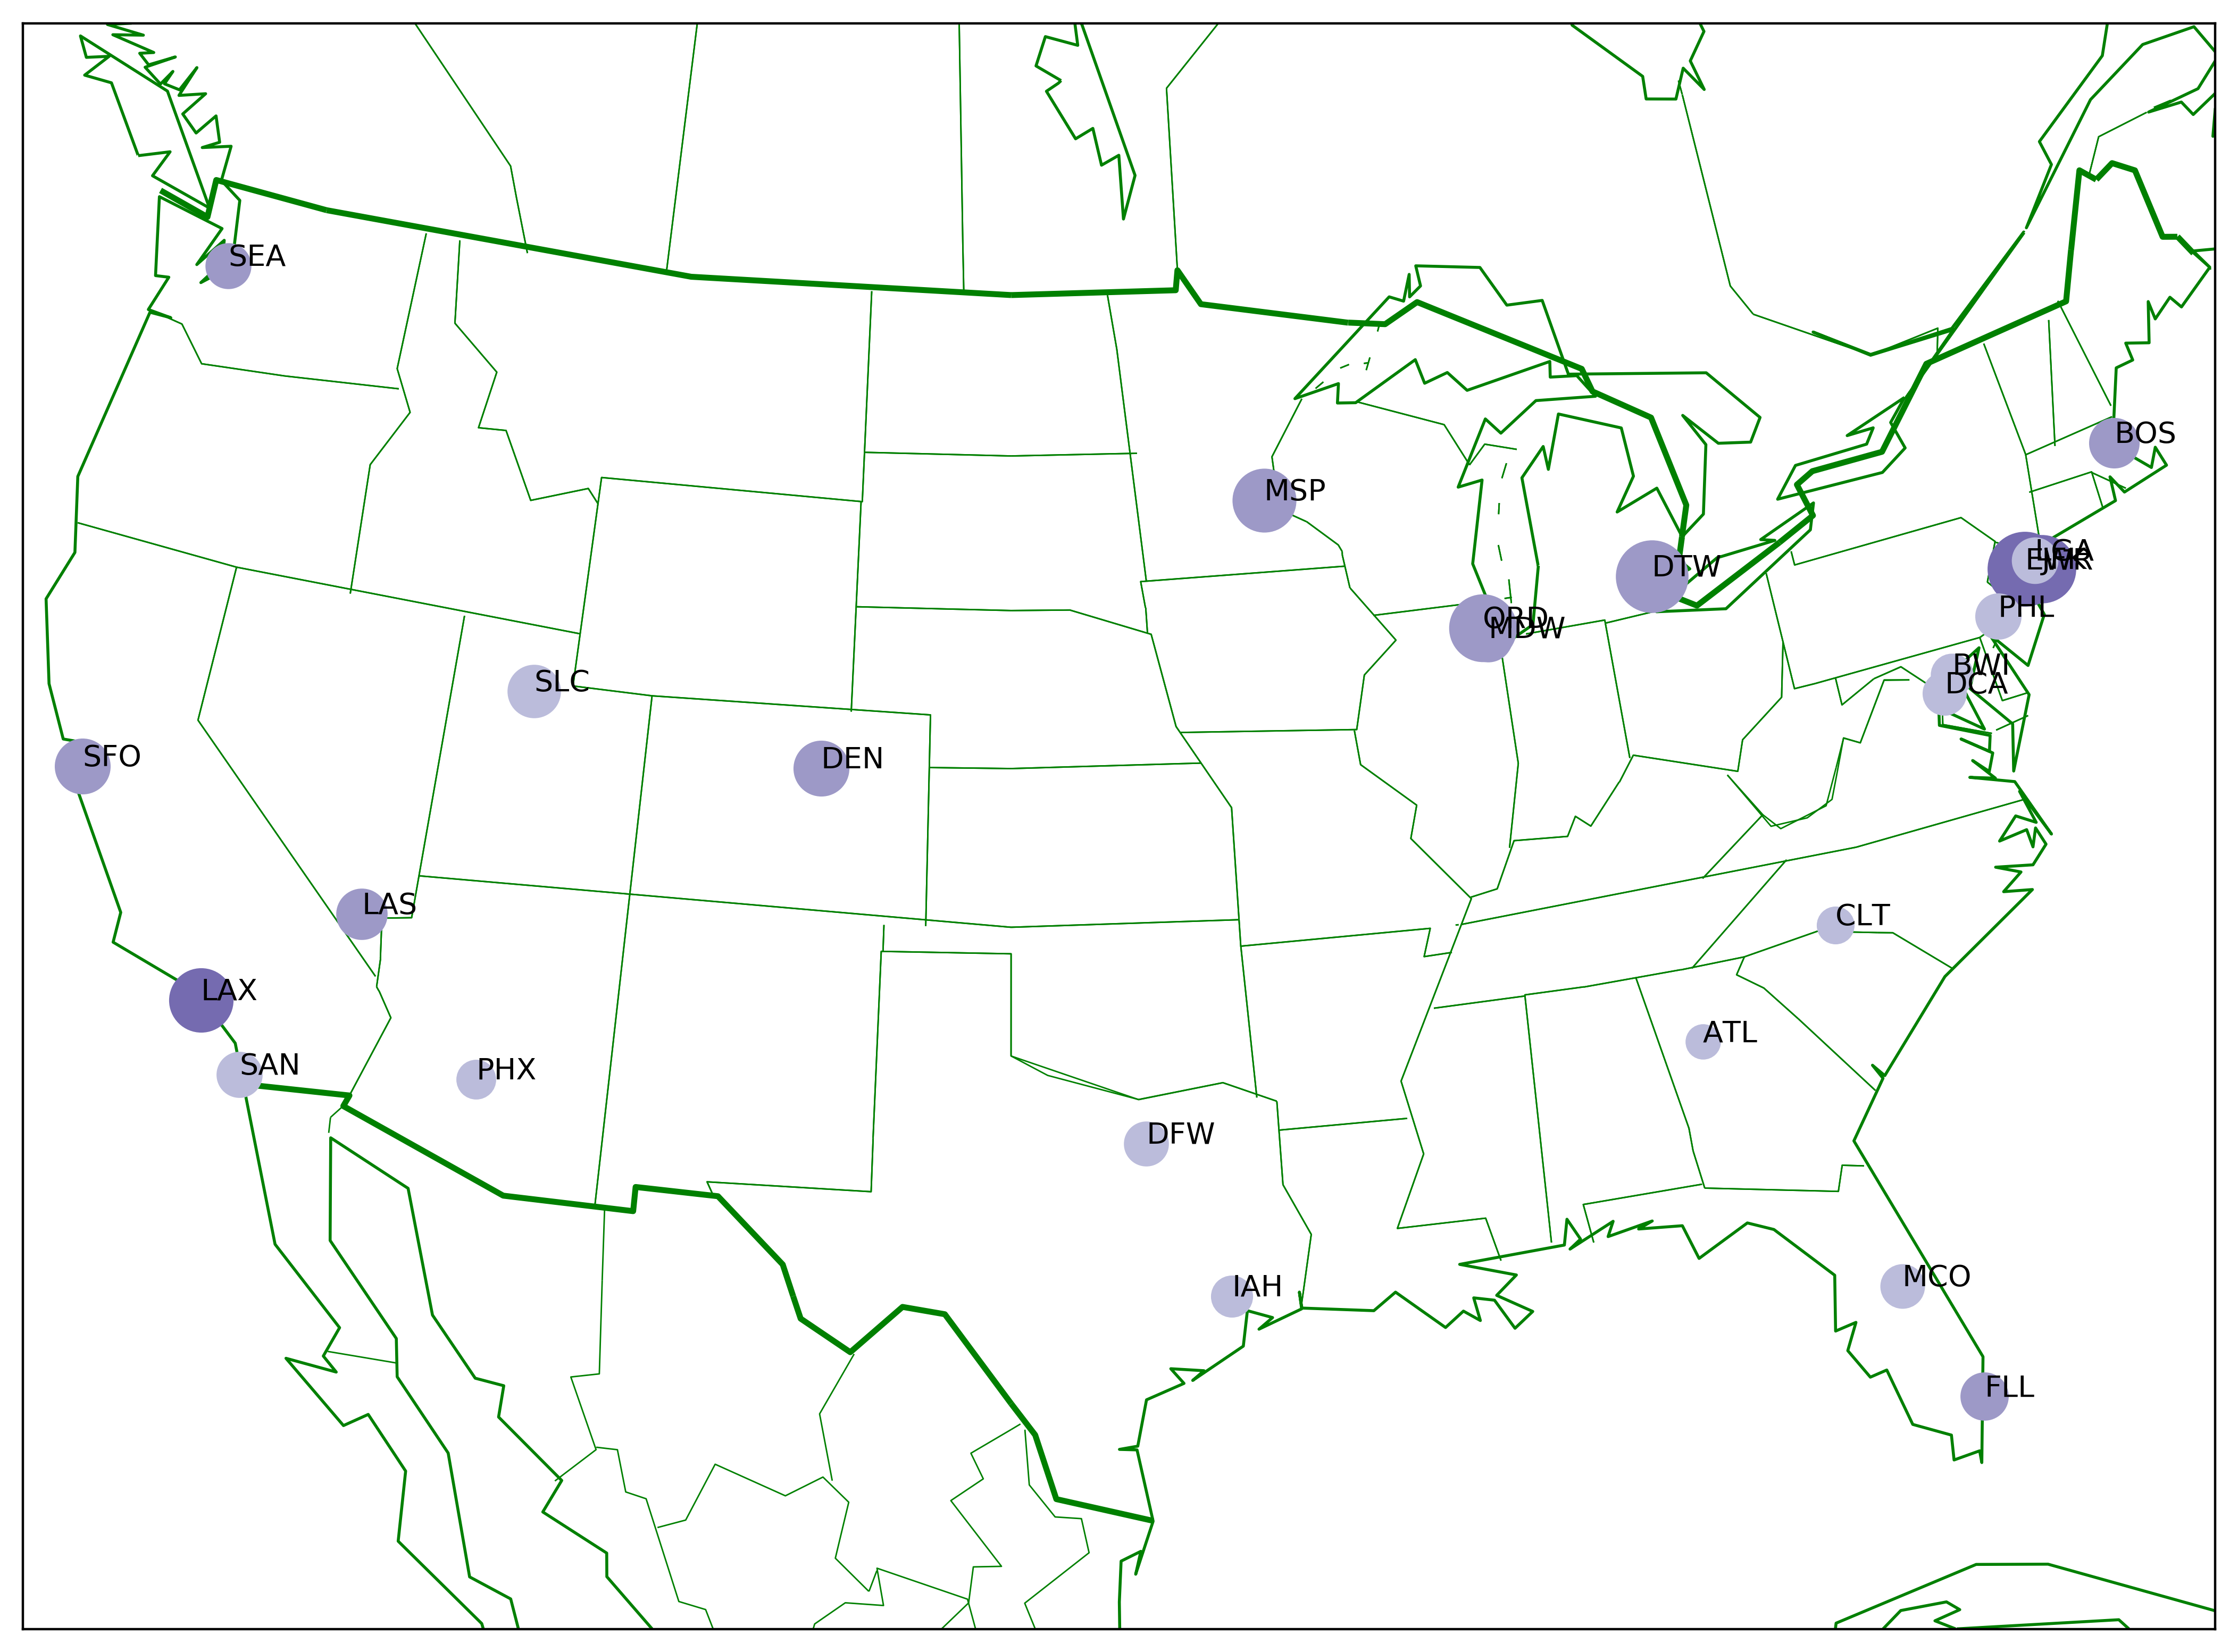 SEA
BOS
MSP
LGA
EWR
JFK
DTW
PHL
ORD
MDW
BWI
DCA
SLC
SFO
DEN
LAS
CLT
LAX
ATL
SAN
PHX
DFW
MCO
IAH
FLL